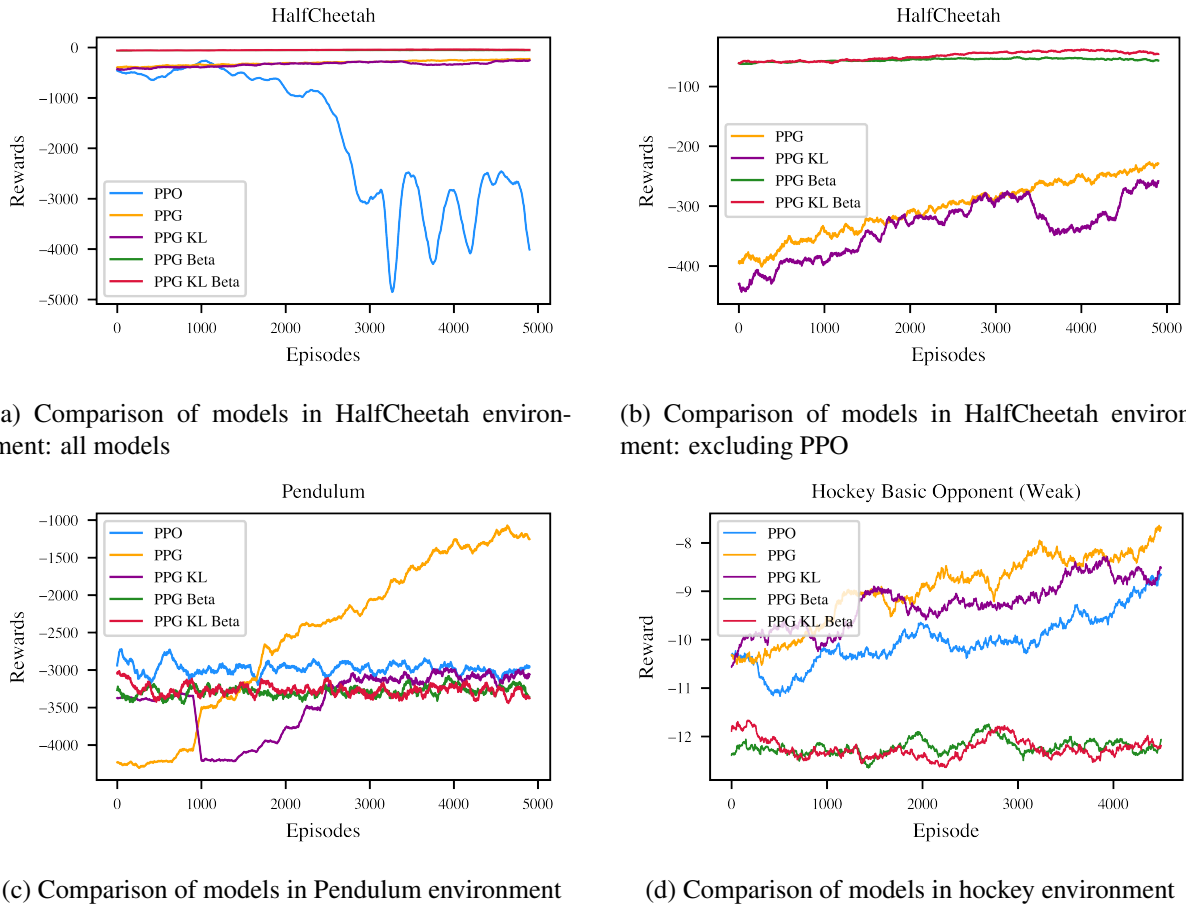 HalfCheetah
0
−1000
−2000
−3000
−4000
−5000
Rewards
PPO
PPG
PPG KL
PPG Beta
PPG KL Beta
0
1000
2000
3000
4000
5000
Episodes
a) Comparison of models in HalfCheetah environ-
ment: all models
HalfCheetah
−100
−200
−300
−400
Rewards
PPG
PPG KL
PPG Beta
PPG KL Beta
0
1000
2000
3000
4000
5000
Episodes
(b) Comparison of models in HalfCheetah environ
ment: excluding PPO
Pendulum
−1000
−1500
−2000
−2500
−3000
−3500
−4000
Rewards
PPO
PPG
PPG KL
PPG Beta
PPG KL Beta
0
1000
2000
3000
4000
5000
Episodes
(c) Comparison of models in Pendulum environment
Hockey Basic Opponent (Weak)
−8
−9
−10
−11
−12
Reward
PPO
PPG
PPG KL
PPG Beta
PPG KL Beta
0
1000
2000
3000
4000
Episode
(d) Comparison of models in hockey environment